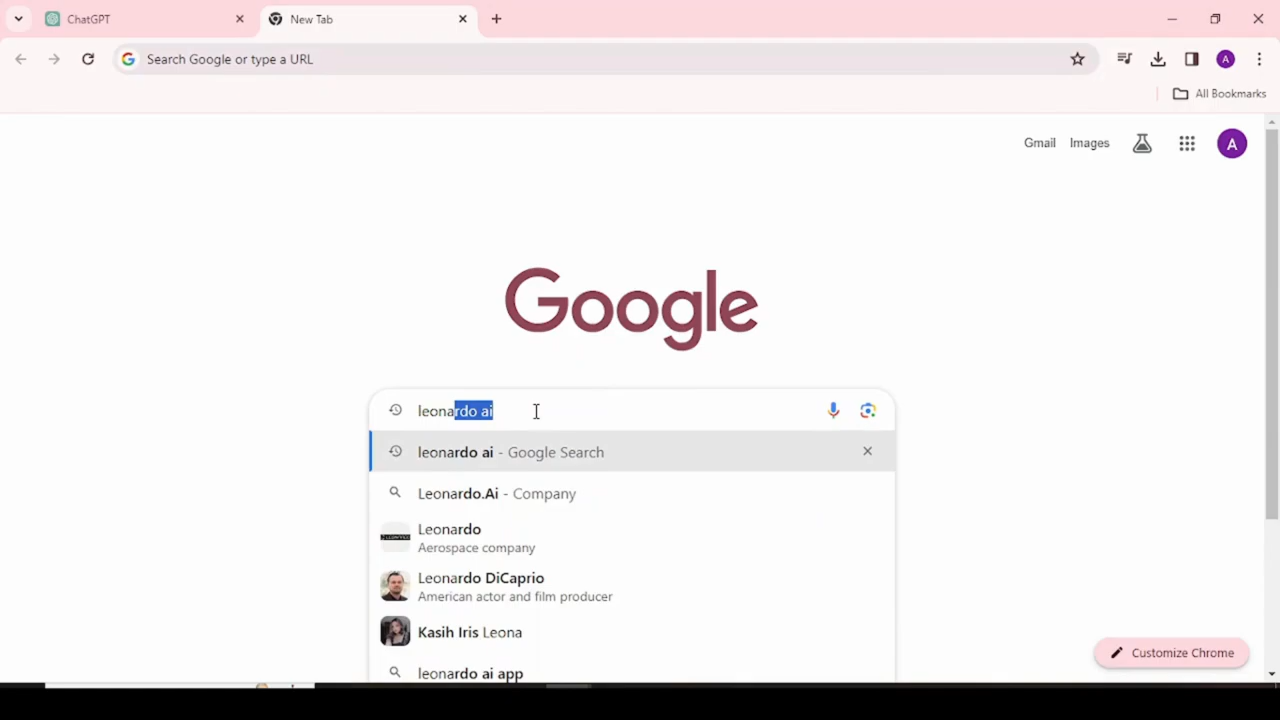 ChatGPT
New Tab
Search Google or type a URL
All Bookmarks
A
Gmail
Images
A
Google
leonardo ai
leonardo ai - Google Search
Leonardo.Ai - Company
Leonardo
Aerospace company
Leonardo DiCaprio
American actor and film producer
Kasih Iris Leona
leonardo ai app
Customize Chrome